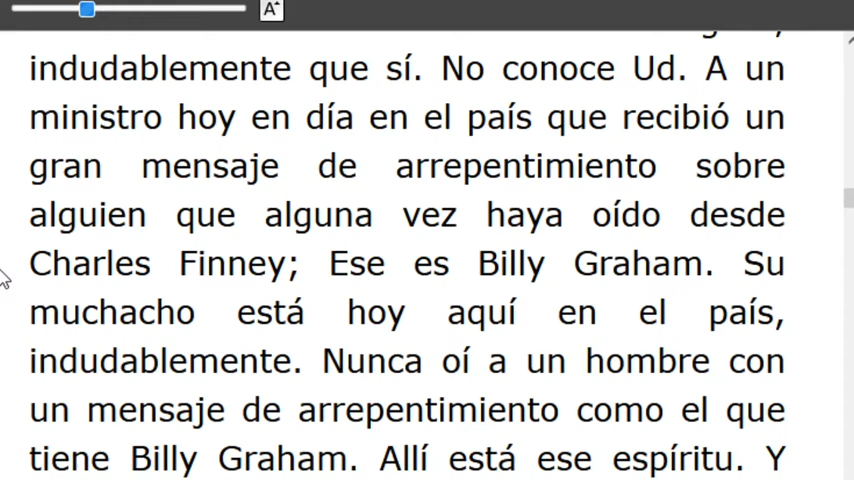 A
indudablemente que sí. No conoce Ud. A un
ministro hoy en día en el país que recibió un
gran mensaje de arrepentimiento sobre
alguien que alguna vez haya oído desde
Charles Finney; Ese es Billy Graham. Su
muchacho está hoy aquí en el país,
indudablemente. Nunca oí a un hombre con
un mensaje de arrepentimiento como el que
tiene Billy Graham. Allí está ese espíritu. Y